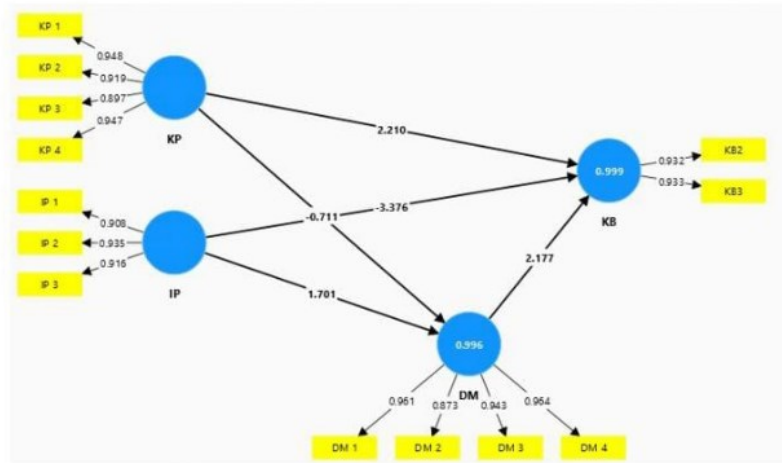 KP 1
0.948
KP 2
0.919
KP 3
0.897
KP 4
0.947
KP
2.210
KB2
0.932
0.999
0.933
KB3
KB
IP 1
0.908
IP 2
0.935
IP 3
0.916
IP
-3.376
-0.711
1.701
2.177
0.996
DM
0.961
0.873
0.943
0.964
DM 1
DM 2
DM 3
DM 4